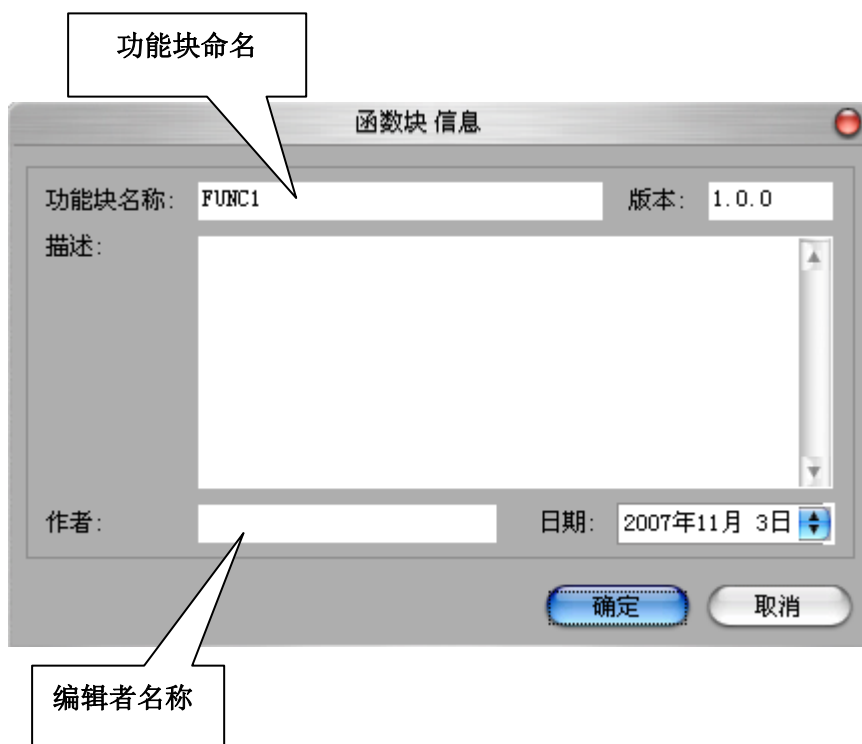 功能块命名
函数块 信息
功能块名称: FUNC1 版本: 1.0.0
描述:
作者: 日期: 2007年11月 3日
确定 取消
编辑者名称